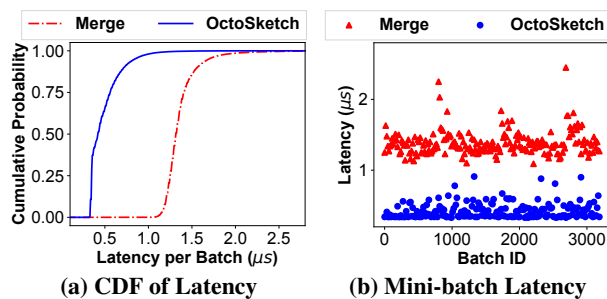 Merge OctoSketch
1.00
0.75
0.50
0.25
0.00
Cumulative Probability
0.5 1.0 1.5 2.0 2.5
Latency per Batch (μs)
(a) CDF of Latency
Merge OctoSketch
2
1
Latency (μs)
0 1000 2000 3000
Batch ID
(b) Mini-batch Latency